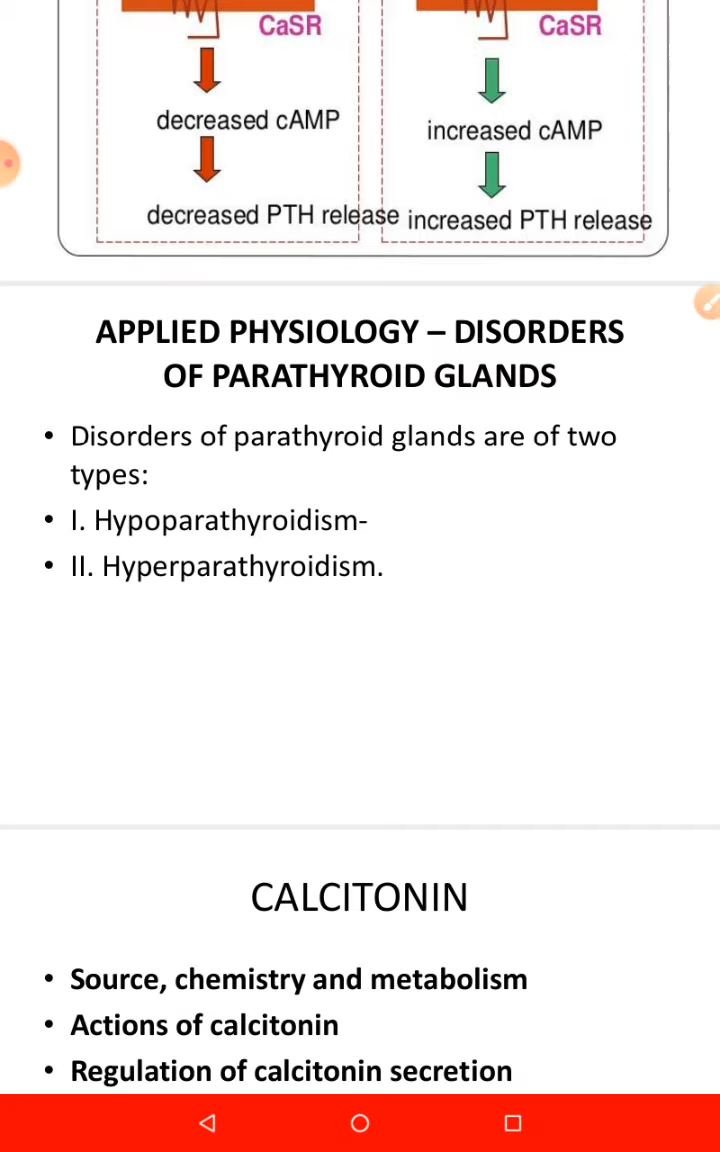 CaSR CaSR
decreased cAMP increased cAMP
decreased PTH release increased PTH release
APPLIED PHYSIOLOGY – DISORDERS
OF PARATHYROID GLANDS
• Disorders of parathyroid glands are of two
types:
• I. Hypoparathyroidism-
• II. Hyperparathyroidism.
CALCITONIN
• Source, chemistry and metabolism
• Actions of calcitonin
• Regulation of calcitonin secretion